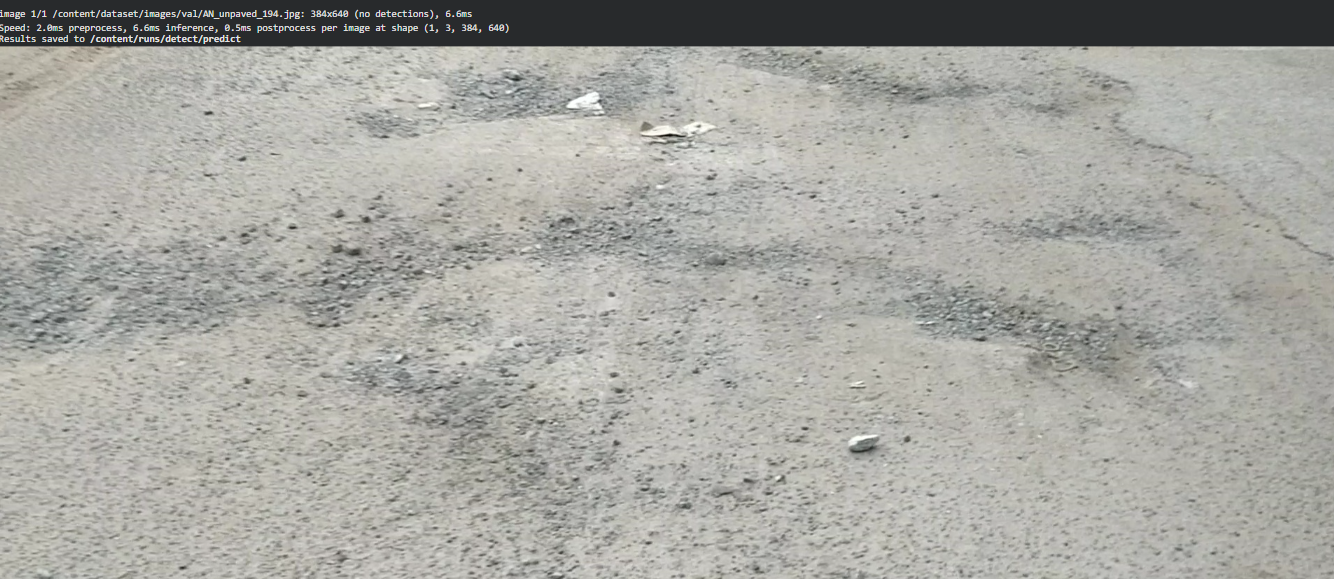 image 1/1 /content/dataset/images/val/AN_unpaved_194.jpg: 384x640 (no detections), 6.6ms
Speed: 2.0ms preprocess, 6.6ms inference, 0.5ms postprocess per image at shape (1, 3, 384, 640)
Results saved to /content/runs/detect/predict